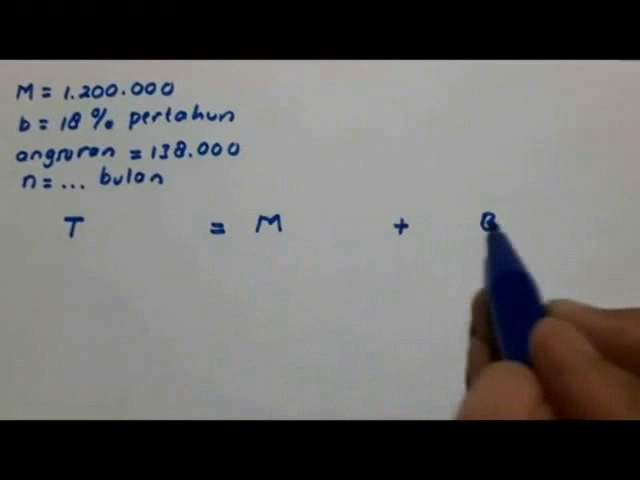 M = 1.200.000
b = 18 % pertahun
angsuran = 138.000
n = ... bulan
T = M + B